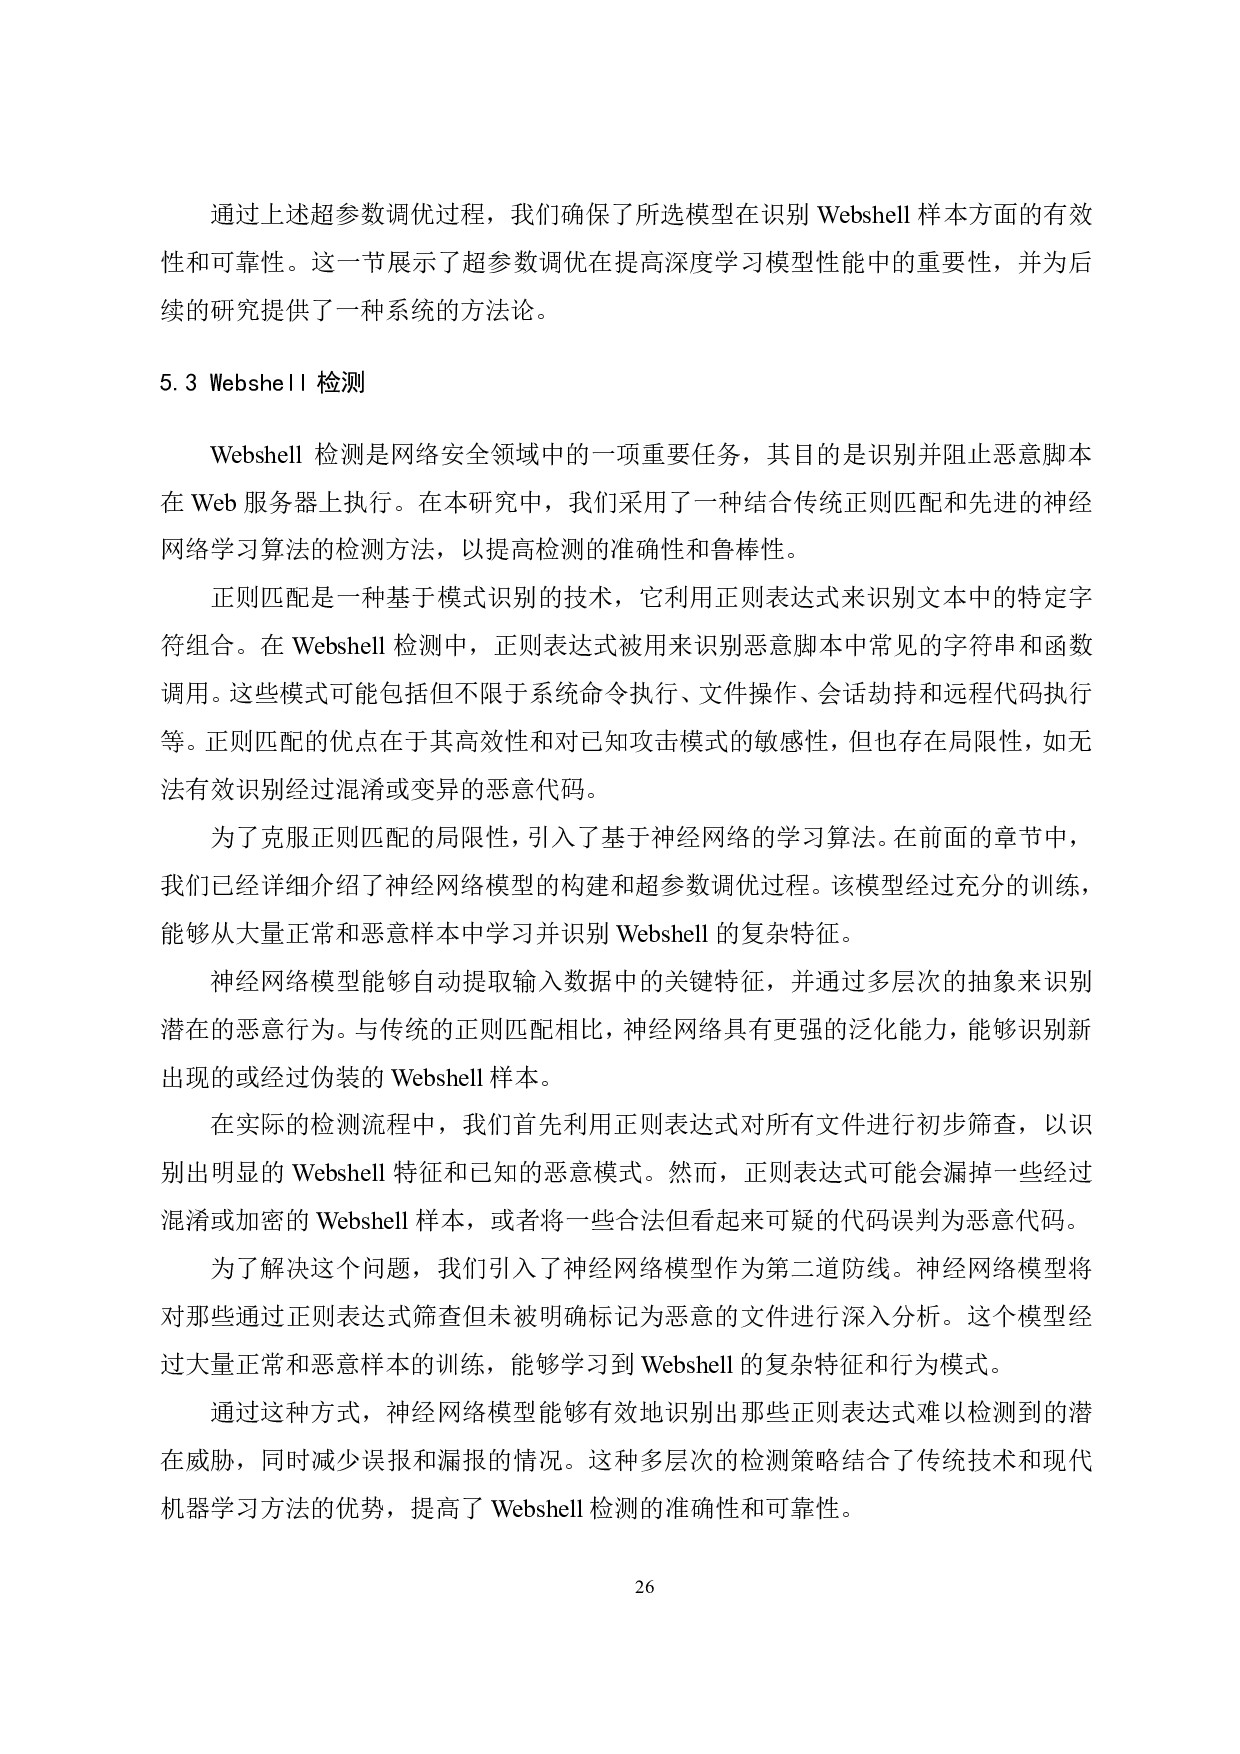 通过上述超参数调优过程，我们确保了所选模型在识别 Webshell 样本方面的有效
性和可靠性。这一节展示了超参数调优在提高深度学习模型性能中的重要性，并为后
续的研究提供了一种系统的方法论。
5.3 Webshell 检测
Webshell 检测是网络安全领域中的一项重要任务，其目的是识别并阻止恶意脚本
在 Web 服务器上执行。在本研究中，我们采用了一种结合传统正则匹配和先进的神经
网络学习算法的检测方法，以提高检测的准确性和鲁棒性。
正则匹配是一种基于模式识别的技术，它利用正则表达式来识别文本中的特定字
符组合。在 Webshell 检测中，正则表达式被用来识别恶意脚本中常见的字符串和函数
调用。这些模式可能包括但不限于系统命令执行、文件操作、会话劫持和远程代码执行
等。正则匹配的优点在于其高效性和对已知攻击模式的敏感性，但也存在局限性，如无
法有效识别经过混淆或变异的恶意代码。
为了克服正则匹配的局限性，引入了基于神经网络的学习算法。在前面的章节中，
我们已经详细介绍了神经网络模型的构建和超参数调优过程。该模型经过充分的训练，
能够从大量正常和恶意样本中学习并识别 Webshell 的复杂特征。
神经网络模型能够自动提取输入数据中的关键特征，并通过多层次的抽象来识别
潜在的恶意行为。与传统的正则匹配相比，神经网络具有更强的泛化能力，能够识别新
出现的或经过伪装的 Webshell 样本。
在实际的检测流程中，我们首先利用正则表达式对所有文件进行初步筛查，以识
别出明显的 Webshell 特征和已知的恶意模式。然而，正则表达式可能会漏掉一些经过
混淆或加密的 Webshell 样本，或者将一些合法但看起来可疑的代码误判为恶意代码。
为了解决这个问题，我们引入了神经网络模型作为第二道防线。神经网络模型将
对那些通过正则表达式筛查但未被明确标记为恶意的文件进行深入分析。这个模型经
过大量正常和恶意样本的训练，能够学习到 Webshell 的复杂特征和行为模式。
通过这种方式，神经网络模型能够有效地识别出那些正则表达式难以检测到的潜
在威胁，同时减少误报和漏报的情况。这种多层次的检测策略结合了传统技术和现代
机器学习方法的优势，提高了 Webshell 检测的准确性和可靠性。
26